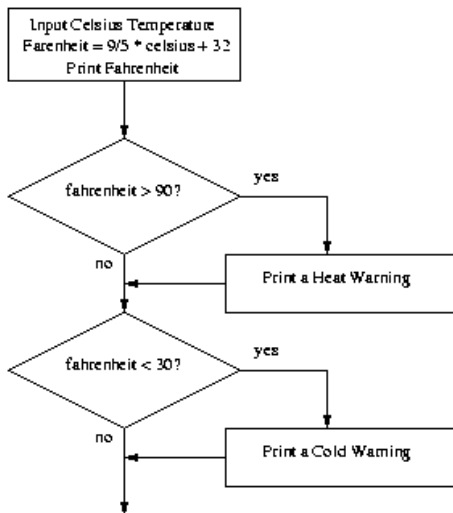 Input Celsius Temperature
Farenheit = 9/5 * celsius + 32
Print Fahrenheit
fahrenheit > 90?
yes
no
Print a Heat Warning
fahrenheit < 30?
yes
no
Print a Cold Warning